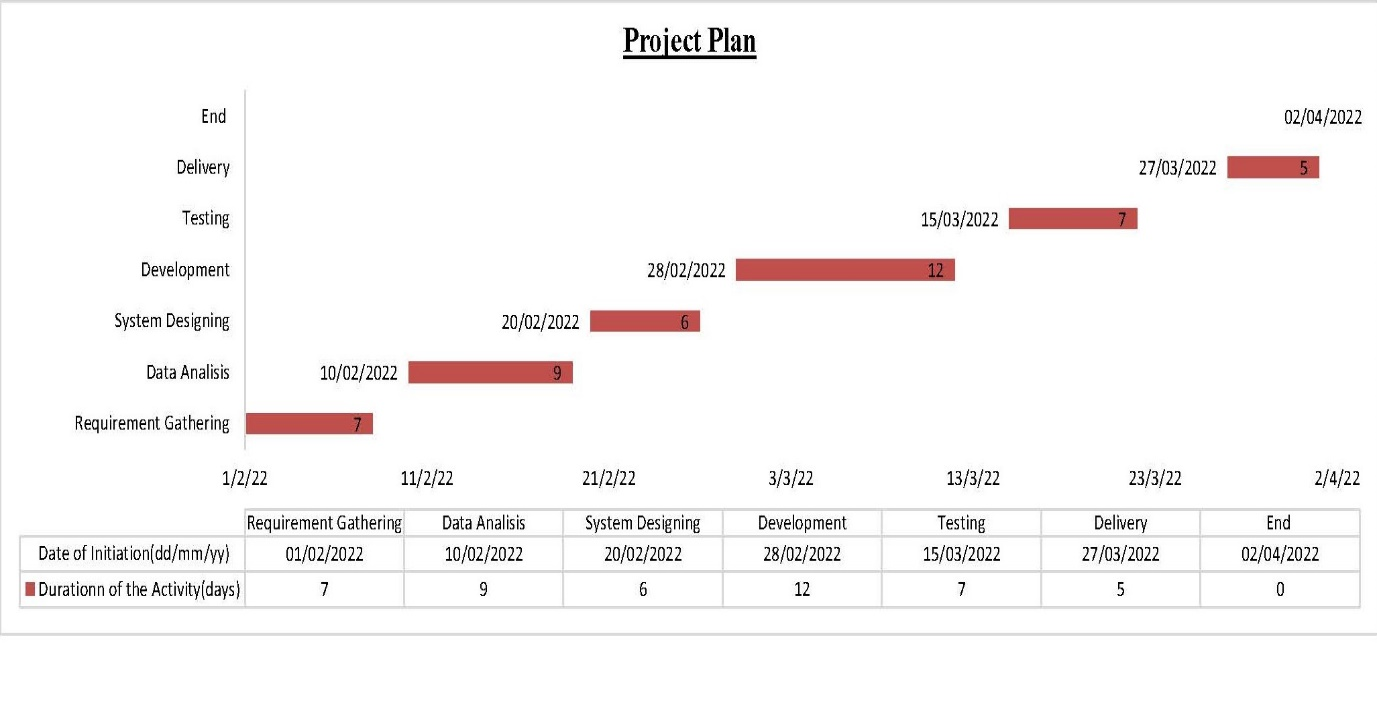 Project Plan
End 02/04/2022
Delivery 27/03/2022 5
Testing 15/03/2022 7
Development 28/02/2022 12
System Designing 20/02/2022 6
Data Analisis 10/02/2022 9
Requirement Gathering 7
1/2/22 11/2/22 21/2/22 3/3/22 13/3/22 23/3/22 2/4/22
Requirement Gathering Data Analisis System Designing Development Testing Delivery End
Date of Initiation(dd/mm/yy) 01/02/2022 10/02/2022 20/02/2022 28/02/2022 15/03/2022 27/03/2022 02/04/2022
Durationn of the Activity(days) 7 9 6 12 7 5 0